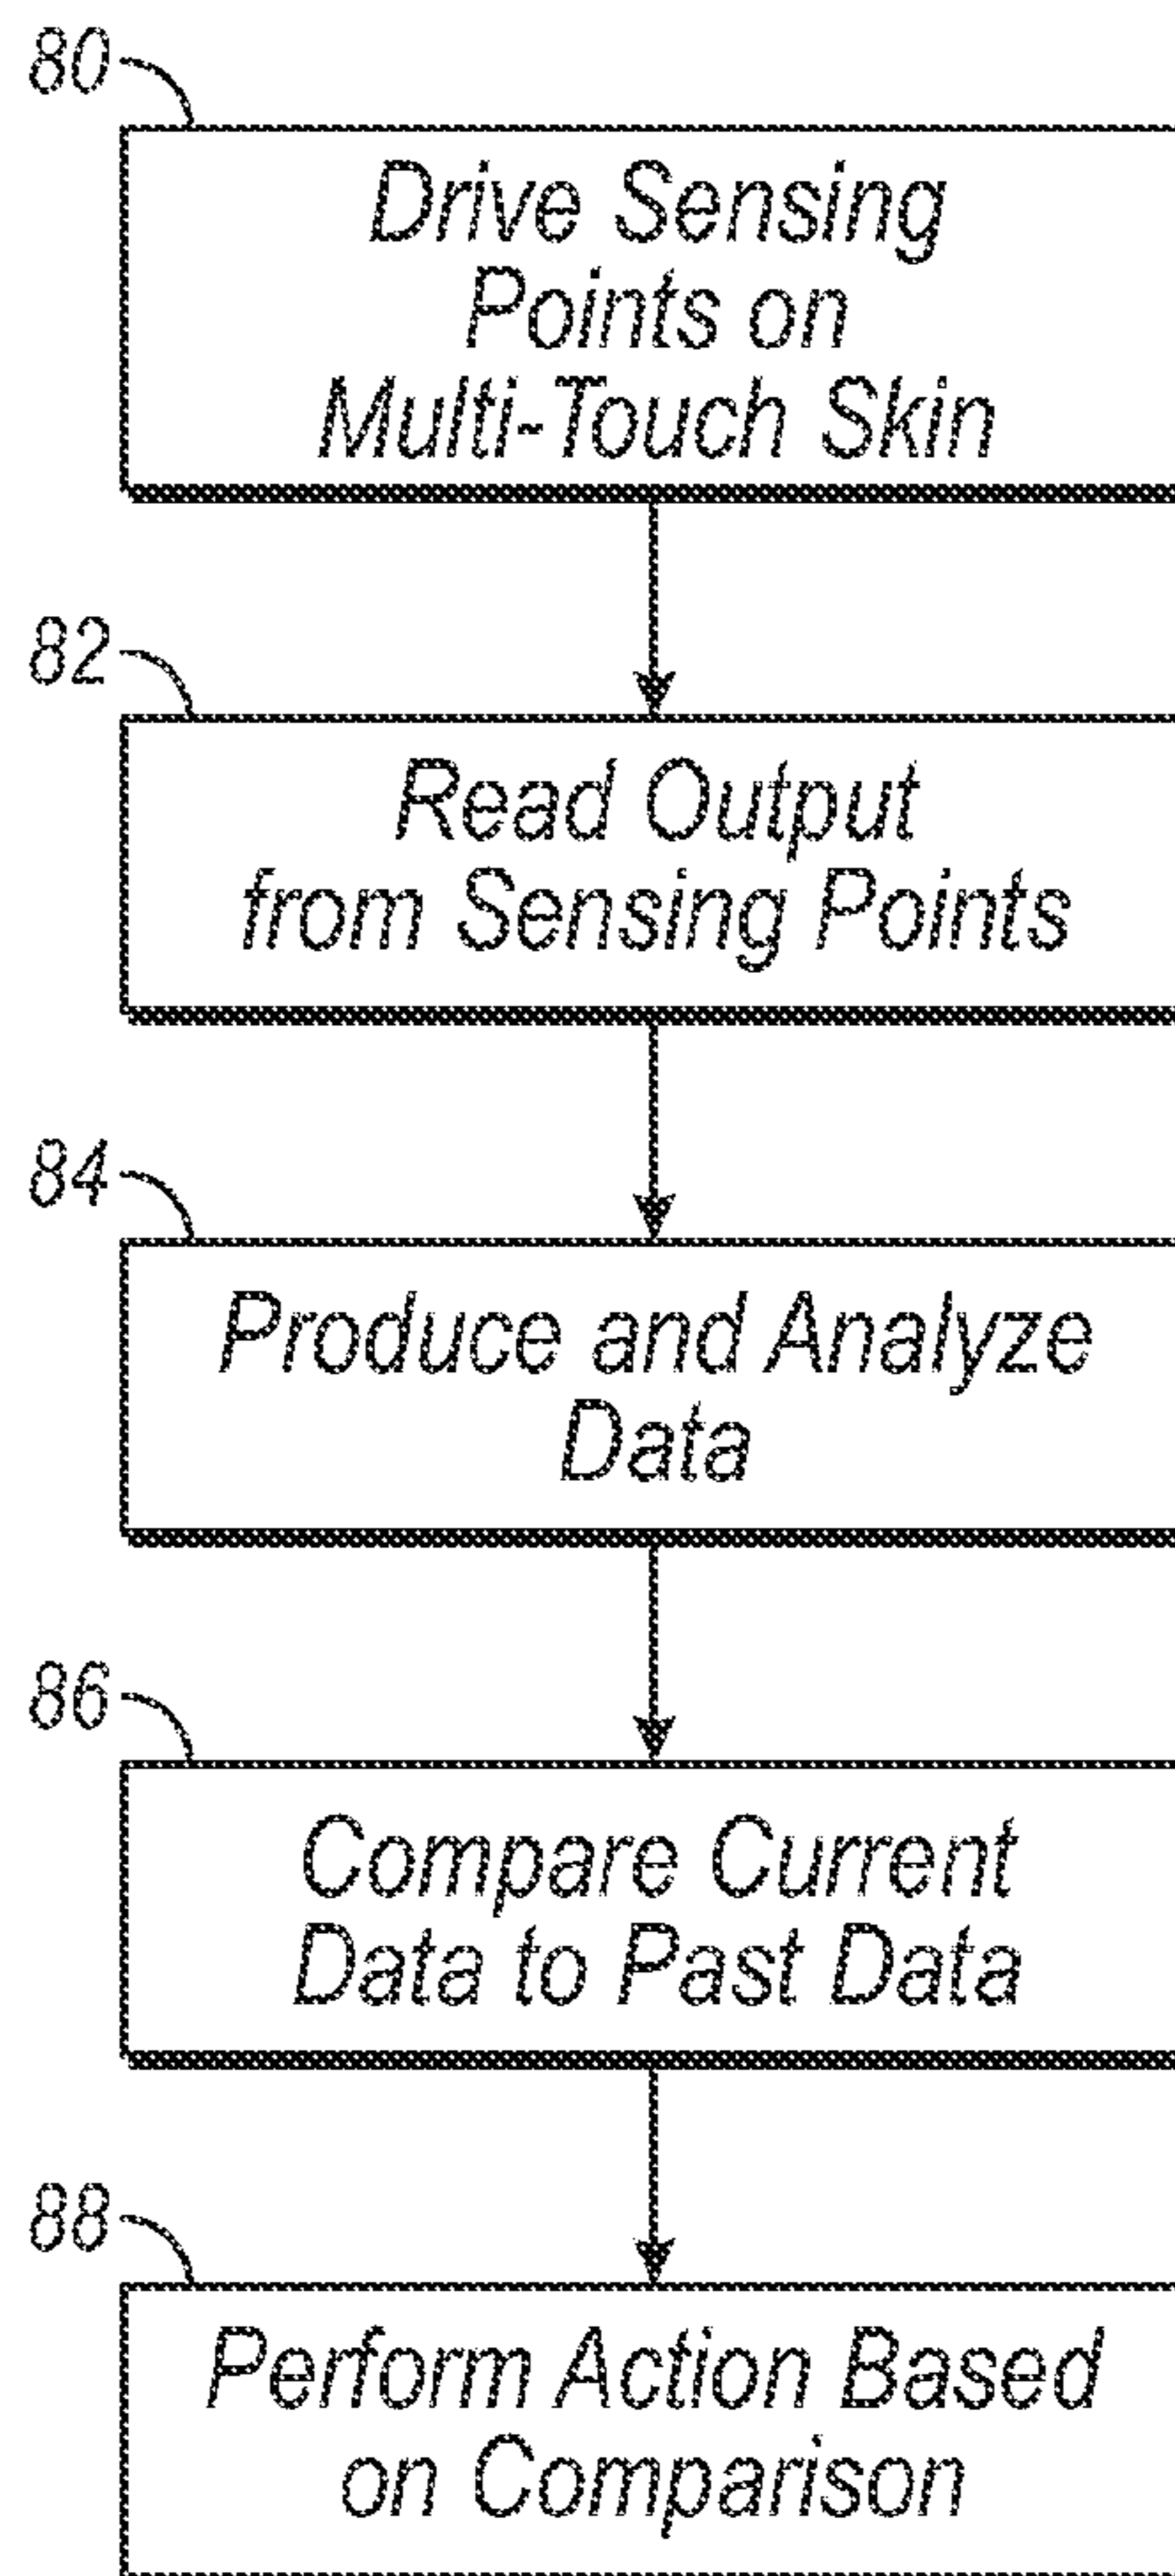 80
Drive Sensing
Points on
Multi-Touch Skin
82
Read Output
from Sensing Points
84
Produce and Analyze
Data
86
Compare Current
Data to Past Data
88
Perform Action Based
on Comparison